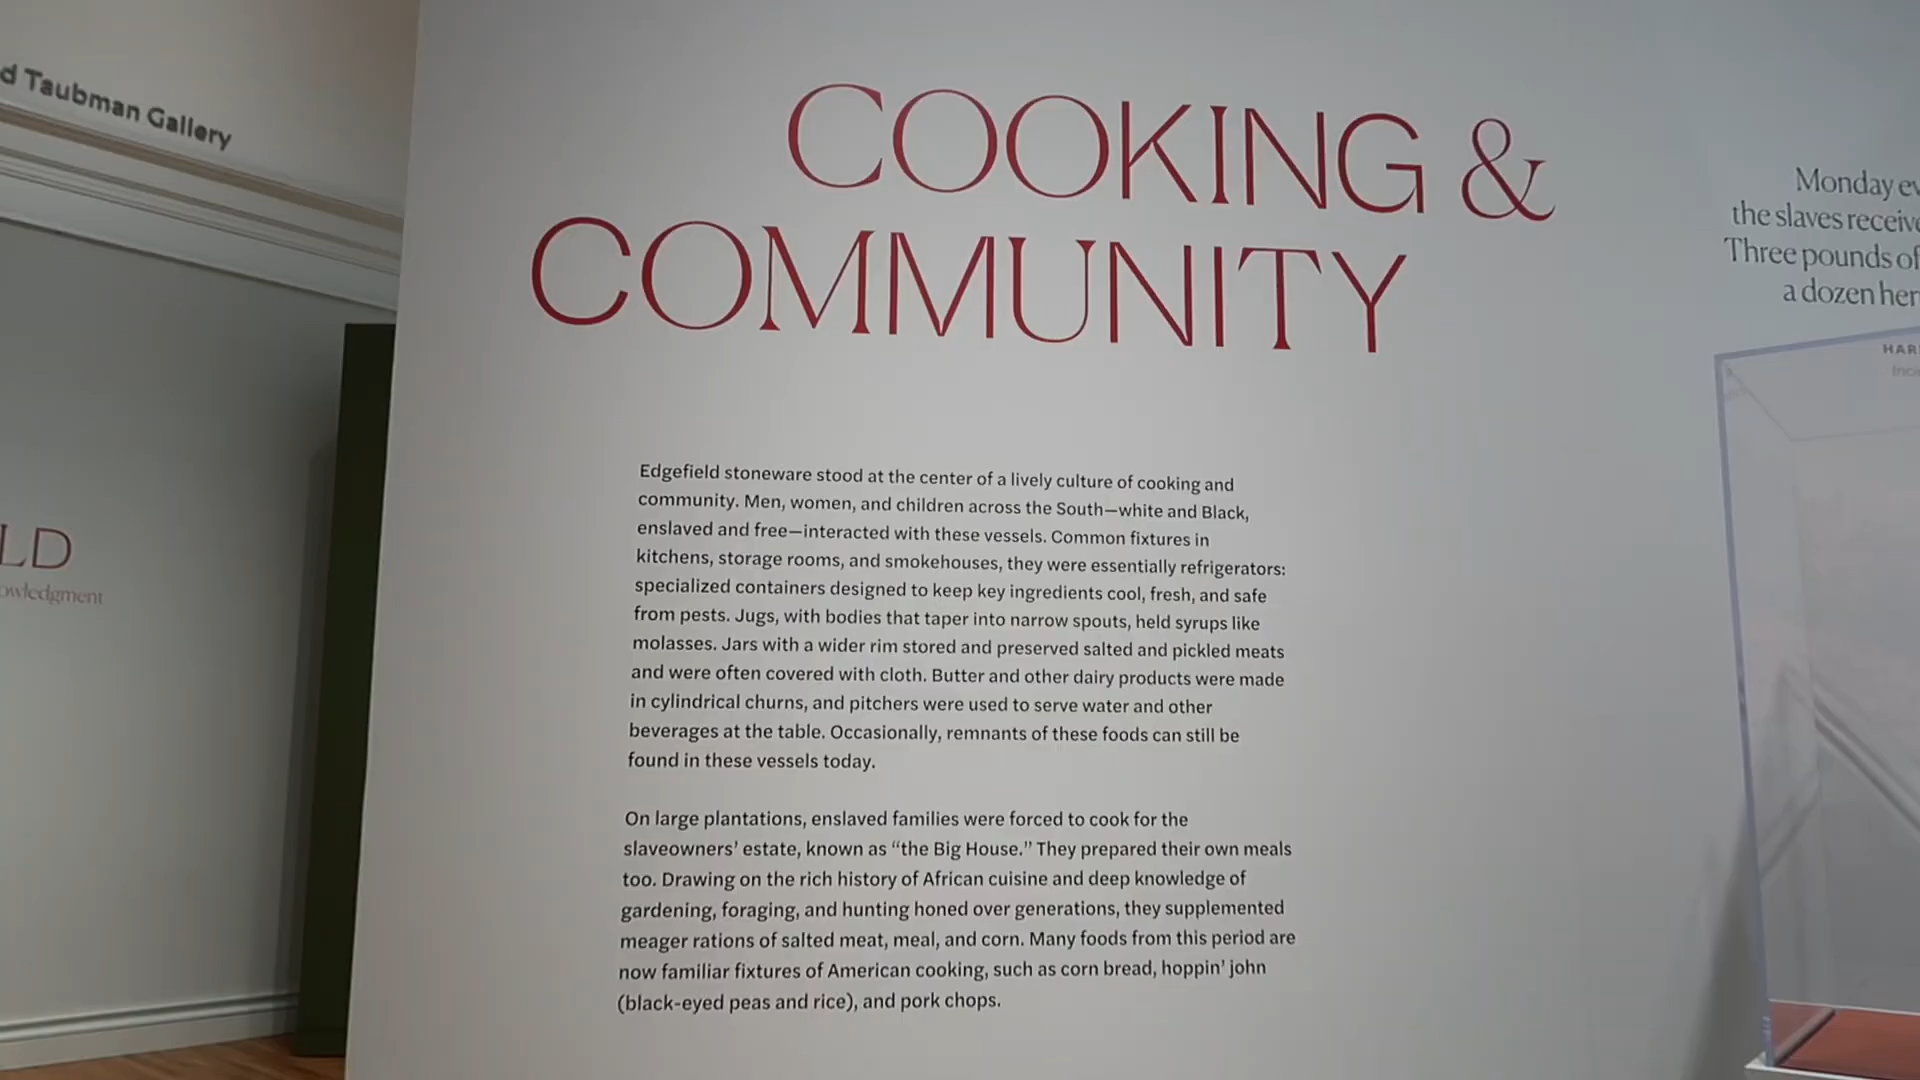 Taubman Gallery
COOKING &
COMMUNITY
Edgefield stoneware stood at the center of a lively culture of cooking and
community. Men, women, and children across the South—white and Black,
enslaved and free—interacted with these vessels. Common fixtures in
kitchens, storage rooms, and smokehouses, they were essentially refrigerators:
specialized containers designed to keep key ingredients cool, fresh, and safe
from pests. Jugs, with bodies that taper into narrow spouts, held syrups like
molasses. Jars with a wider rim stored and preserved salted and pickled meats
and were often covered with cloth. Butter and other dairy products were made
in cylindrical churns, and pitchers were used to serve water and other
beverages at the table. Occasionally, remnants of these foods can still be
found in these vessels today.
On large plantations, enslaved families were forced to cook for the
slaveowners’ estate, known as “the Big House.” They prepared their own meals
too. Drawing on the rich history of African cuisine and deep knowledge of
gardening, foraging, and hunting honed over generations, they supplemented
meager rations of salted meat, meal, and corn. Many foods from this period are
now familiar fixtures of American cooking, such as corn bread, hoppin’ john
(black-eyed peas and rice), and pork chops.
Monday
the slaves
Three pounds of
a dozen